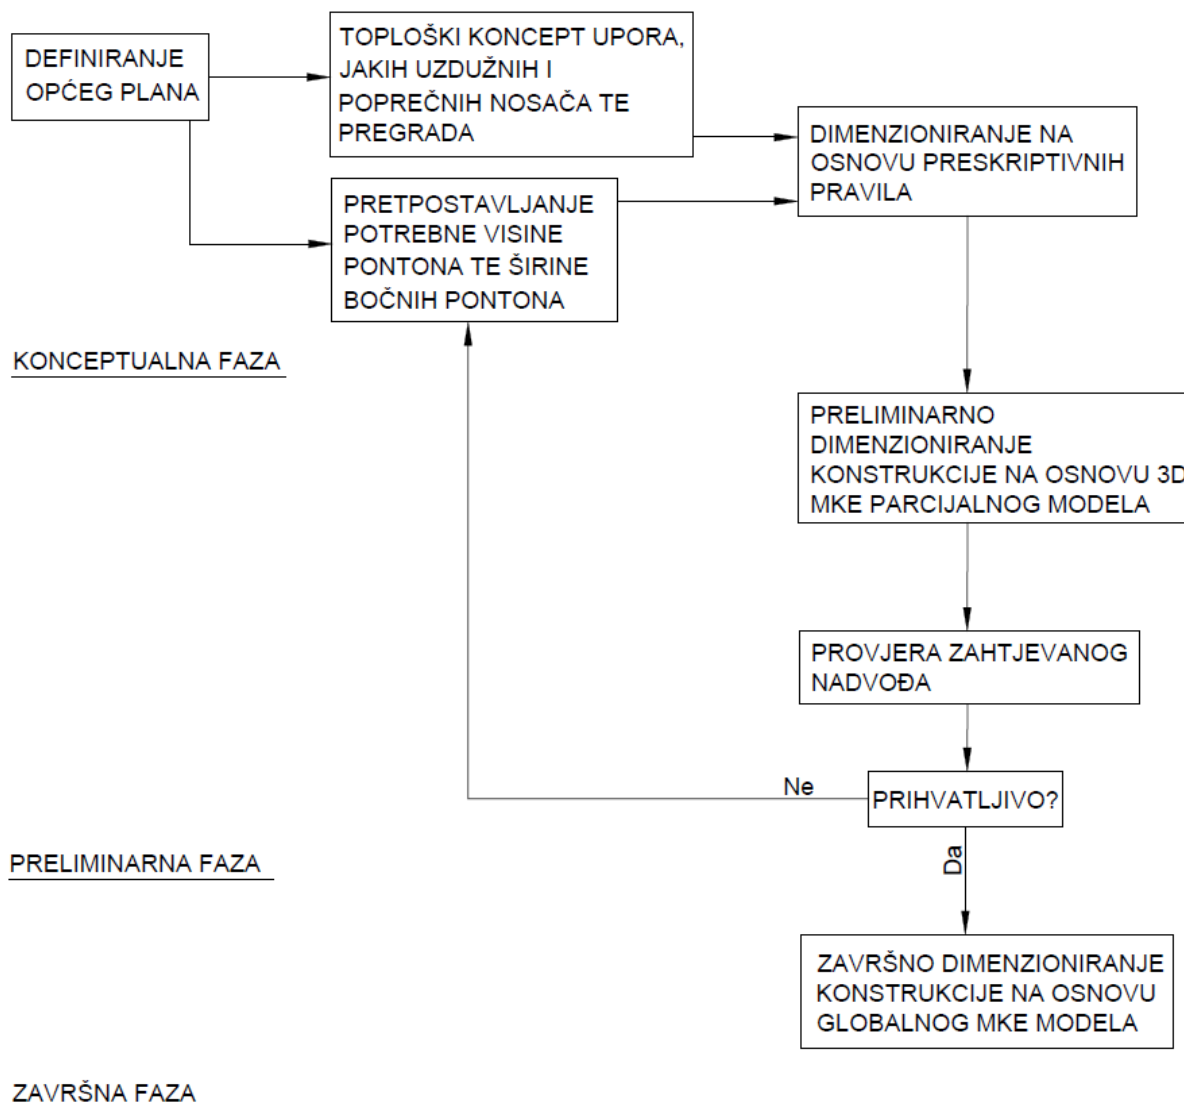 DEFINIRANJE
OPĆEG PLANA
TOPLOŠKI KONCEPT UPORA,
JAKIH UZDUŽNIH I
POPREČNIH NOSAČA TE
PREGRADA
PRETPOSTAVLJANJE
POTREBNE VISINE
PONTONA TE ŠIRINE
BOČNIH PONTONA
DIMENZIONIRANJE NA
OSNOVU PRESKRIPTIVNIH
PRAVILA
KONCEPTUALNA FAZA
PRELIMINARNO
DIMENZIONIRANJE
KONSTRUKCIJE NA OSNOVU 3D
MKE PARCIJALNOG MODELA
PROVJERA ZAHTJEVANOG
NADVOĐA
Ne
PRIHVATLJIVO?
Da
PRELIMINARNA FAZA
ZAVRŠNO DIMENZIONIRANJE
KONSTRUKCIJE NA OSNOVU
GLOBALNOG MKE MODELA
ZAVRŠNA FAZA